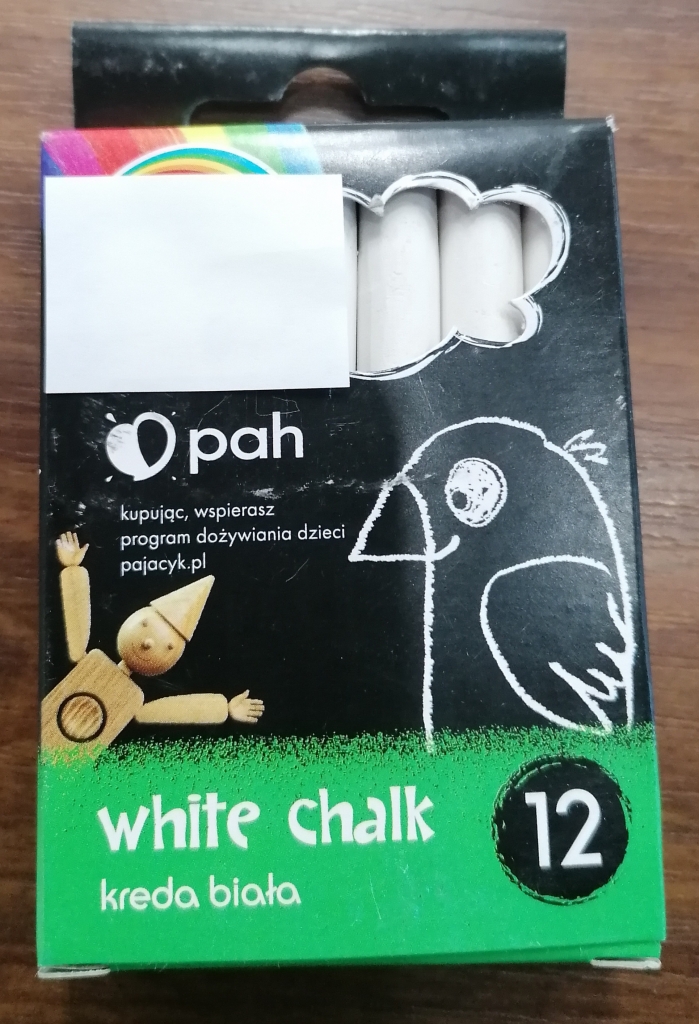 pah
kupując, wspierasz
program dożywiania dzieci
pajacyk.pl
white chalk
12
kreda biała